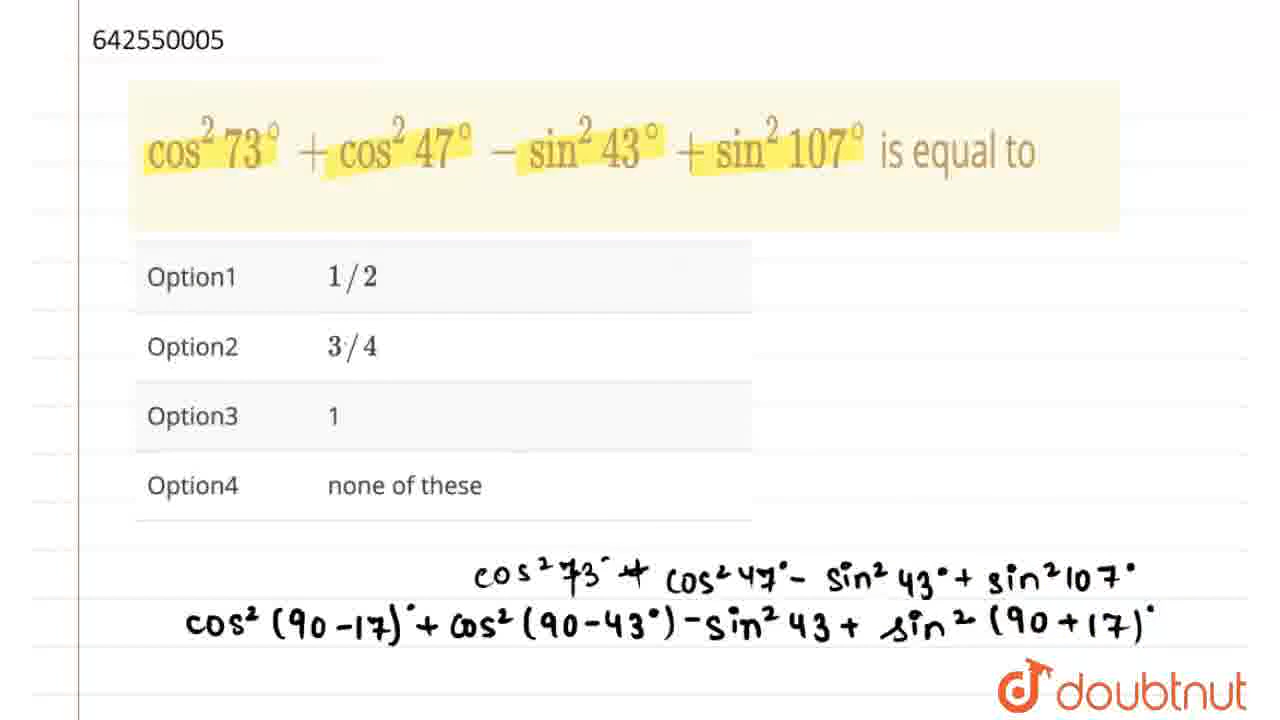 642550005
cos² 73° + cos² 47° − sin² 43° + sin² 107° is equal to
Option1 1/2
Option2 3/4
Option3 1
Option4 none of these
cos² 73° + cos² 47° - sin² 43° + sin² 107°
cos² (90-17)° + cos² (90-43°) - sin² 43 + sin² (90+17)°
doubtnut